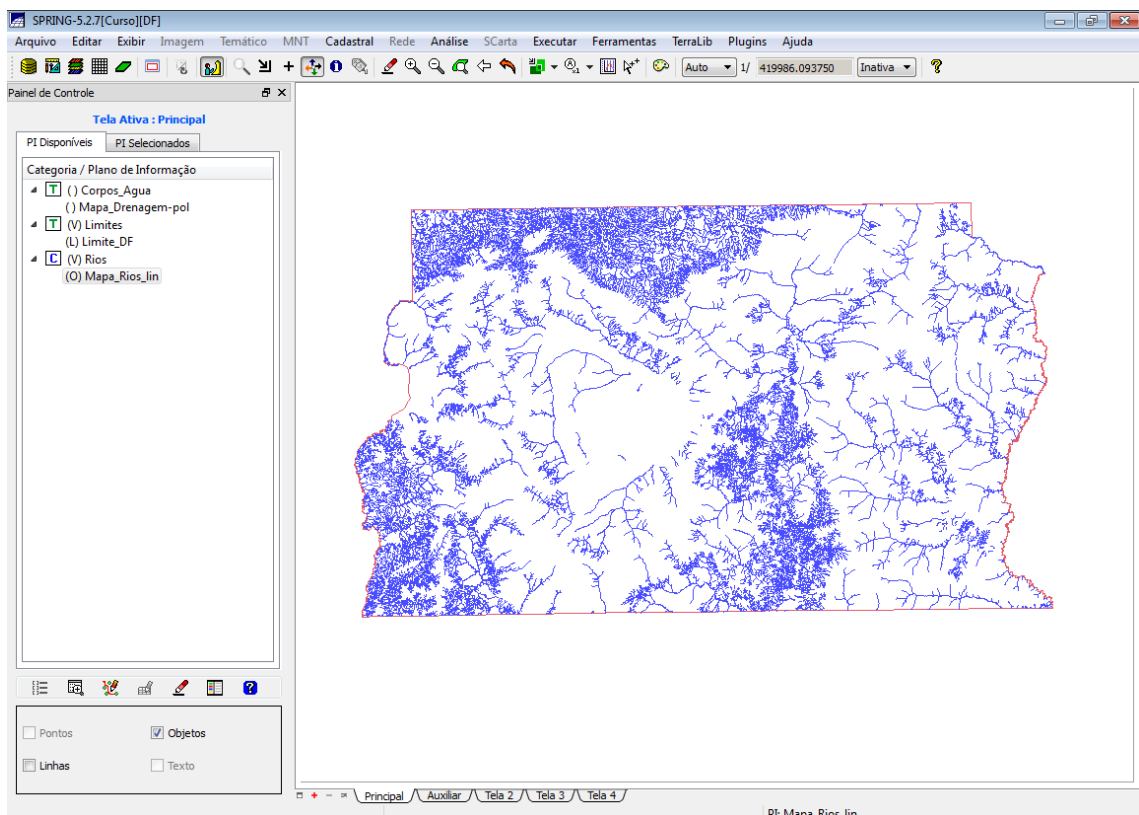 SPRING-5.2.7[Curso][DF]
Arquivo Editar Exibir Imagem Temático MNT Cadastral Rede Análise SCarta Executar Ferramentas TerraLib Plugins Ajuda
Auto 1/ 419986.093750 Inativa
Painel de Controle
Tela Ativa : Principal
PI Disponíveis PI Selecionados
Categoria / Plano de Informação
T ( ) Corpos_Agua
( ) Mapa_Drenagem-pol
T (V) Limites
(L) Limite_DF
C (V) Rios
(O) Mapa_Rios_lin
Pontos Objetos
Linhas Texto
Principal Auxiliar Tela 2 Tela 3 Tela 4
PI: Mapa_Rios_lin